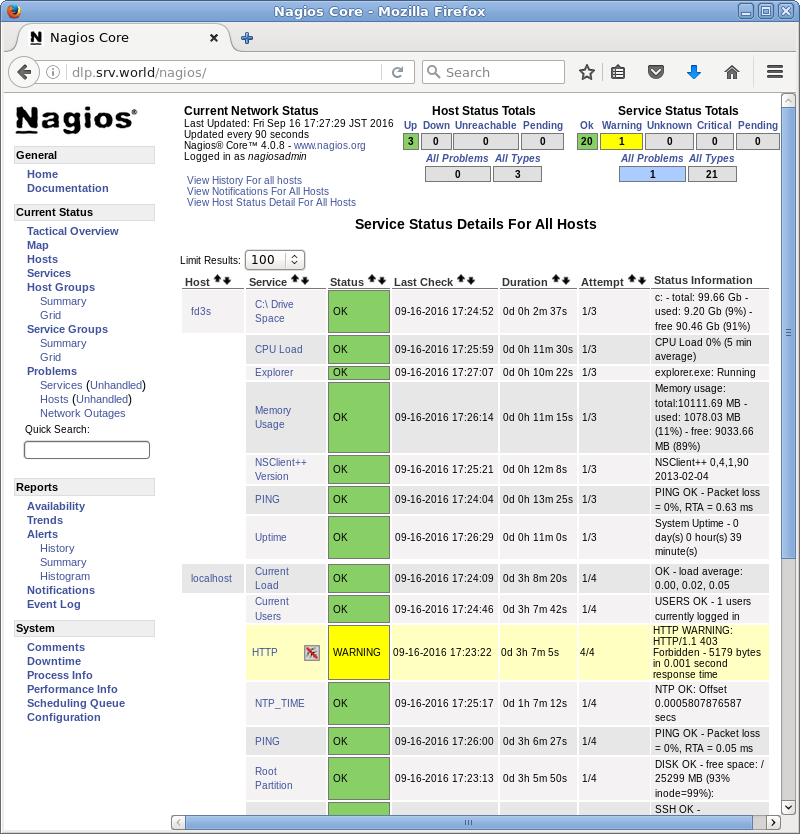 Nagios Core - Mozilla Firefox
Nagios Core
dlp.srv.world/nagios/
Search
Nagios®
General
Home
Documentation
Current Status
Tactical Overview
Map
Hosts
Services
Host Groups
Summary
Grid
Service Groups
Summary
Grid
Problems
Services (Unhandled)
Hosts (Unhandled)
Network Outages
Quick Search:
Reports
Availability
Trends
Alerts
History
Summary
Histogram
Notifications
Event Log
System
Comments
Downtime
Process Info
Performance Info
Scheduling Queue
Configuration
Current Network Status
Last Updated: Fri Sep 16 17:27:29 JST 2016
Updated every 90 seconds
Nagios® Core™ 4.0.8 - www.nagios.org
Logged in as nagiosadmin
View History For all hosts
View Notifications For All Hosts
View Host Status Detail For All Hosts
Host Status Totals
Up Down Unreachable Pending
3 0 0 0
All Problems All Types
0 3
Service Status Totals
Ok Warning Unknown Critical Pending
20 1 0 0 0
All Problems All Types
1 21
Service Status Details For All Hosts
Limit Results: 100
Host Service Status Last Check Duration Attempt Status Information
fd3s
C:\ Drive
Space
OK 09-16-2016 17:24:52 0d 0h 2m 37s 1/3
c: - total: 99.66 Gb -
used: 9.20 Gb (9%) -
free 90.46 Gb (91%)
CPU Load OK 09-16-2016 17:25:59 0d 0h 11m 30s 1/3
CPU Load 0% (5 min
average)
Explorer OK 09-16-2016 17:27:07 0d 0h 10m 22s 1/3 explorer.exe: Running
Memory
Usage
OK 09-16-2016 17:26:14 0d 0h 11m 15s 1/3
Memory usage:
total:10111.69 MB -
used: 1078.03 MB
(11%) - free: 9033.66
MB (89%)
NSClient++
Version
OK 09-16-2016 17:25:21 0d 0h 12m 8s 1/3
NSClient++ 0,4,1,90
2013-02-04
PING OK 09-16-2016 17:24:04 0d 0h 13m 25s 1/3
PING OK - Packet loss
= 0%, RTA = 0.63 ms
Uptime OK 09-16-2016 17:26:29 0d 0h 11m 0s 1/3
System Uptime - 0
day(s) 0 hour(s) 39
minute(s)
localhost
Current
Load
OK 09-16-2016 17:24:09 0d 3h 8m 20s 1/4
OK - load average:
0.00, 0.02, 0.05
Current
Users
OK 09-16-2016 17:24:46 0d 3h 7m 42s 1/4
USERS OK - 1 users
currently logged in
HTTP WARNING 09-16-2016 17:23:22 0d 3h 7m 5s 4/4
HTTP WARNING:
HTTP/1.1 403
Forbidden - 5179 bytes
in 0.001 second
response time
NTP_TIME OK 09-16-2016 17:25:17 0d 1h 7m 12s 1/4
NTP OK: Offset
0.0005807876587
secs
PING OK 09-16-2016 17:26:00 0d 3h 6m 27s 1/4
PING OK - Packet loss
= 0%, RTA = 0.05 ms
Root
Partition
OK 09-16-2016 17:23:13 0d 3h 5m 50s 1/4
DISK OK - free space: /
25299 MB (93%
inode=99%):
SSH OK -